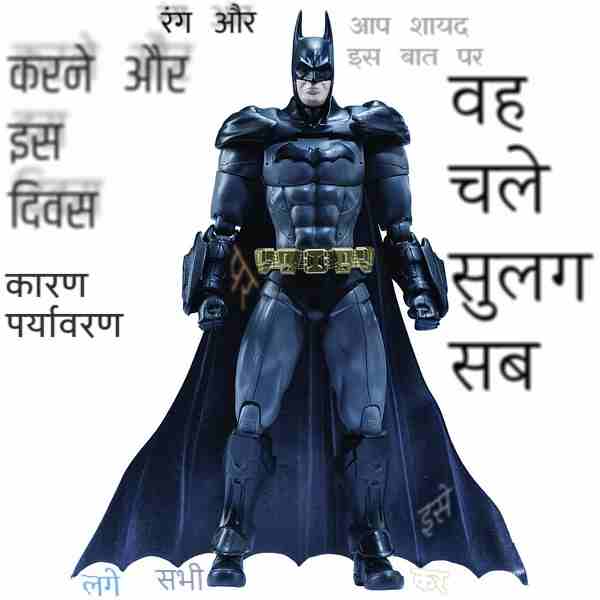 रंग और
आप शायद
इस बात पर
करने और
इस
दिवस
वह
चले
सुलग
सब
कारण
पर्यावरण
इसे
लगे
सभी